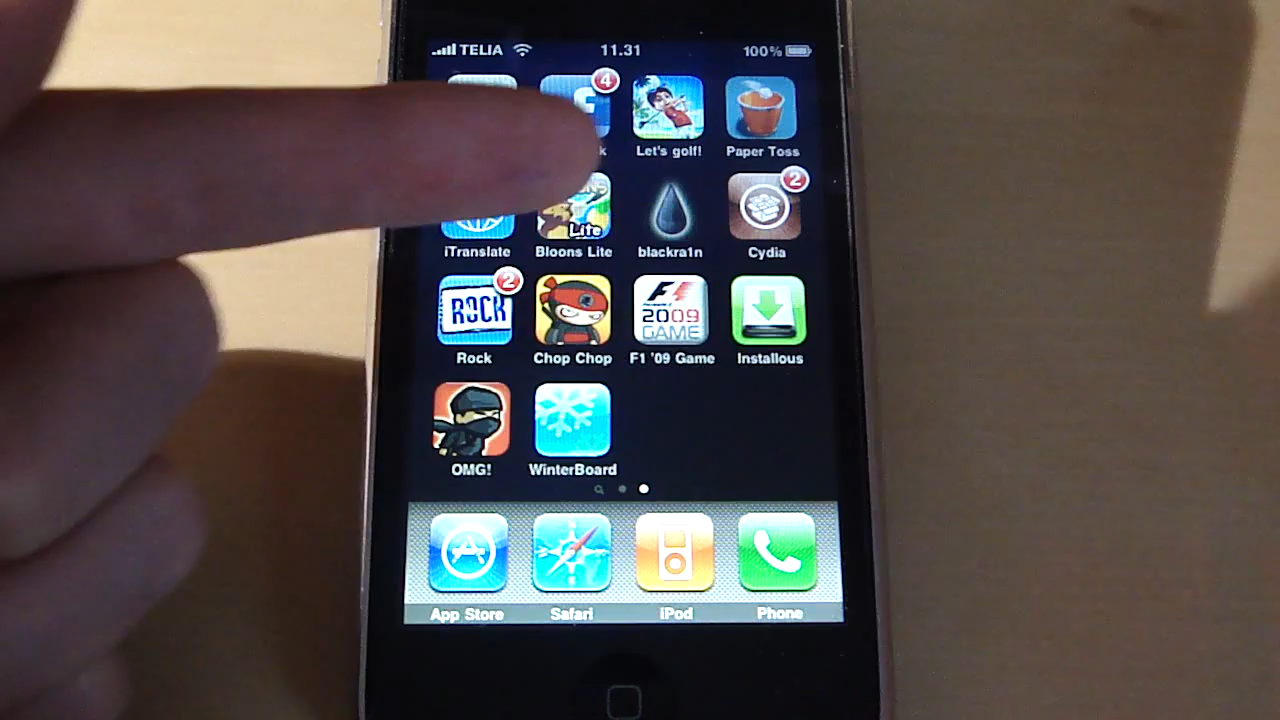 TELIA 11.31 100%
4
Let's golf! Paper Toss
2
Lite
iTranslate Bloons Lite blackra1n Cydia
2
ROCK F1 2009 GAME
Rock Chop Chop F1 '09 Game Installous
OMG! WinterBoard
App Store Safari iPod Phone